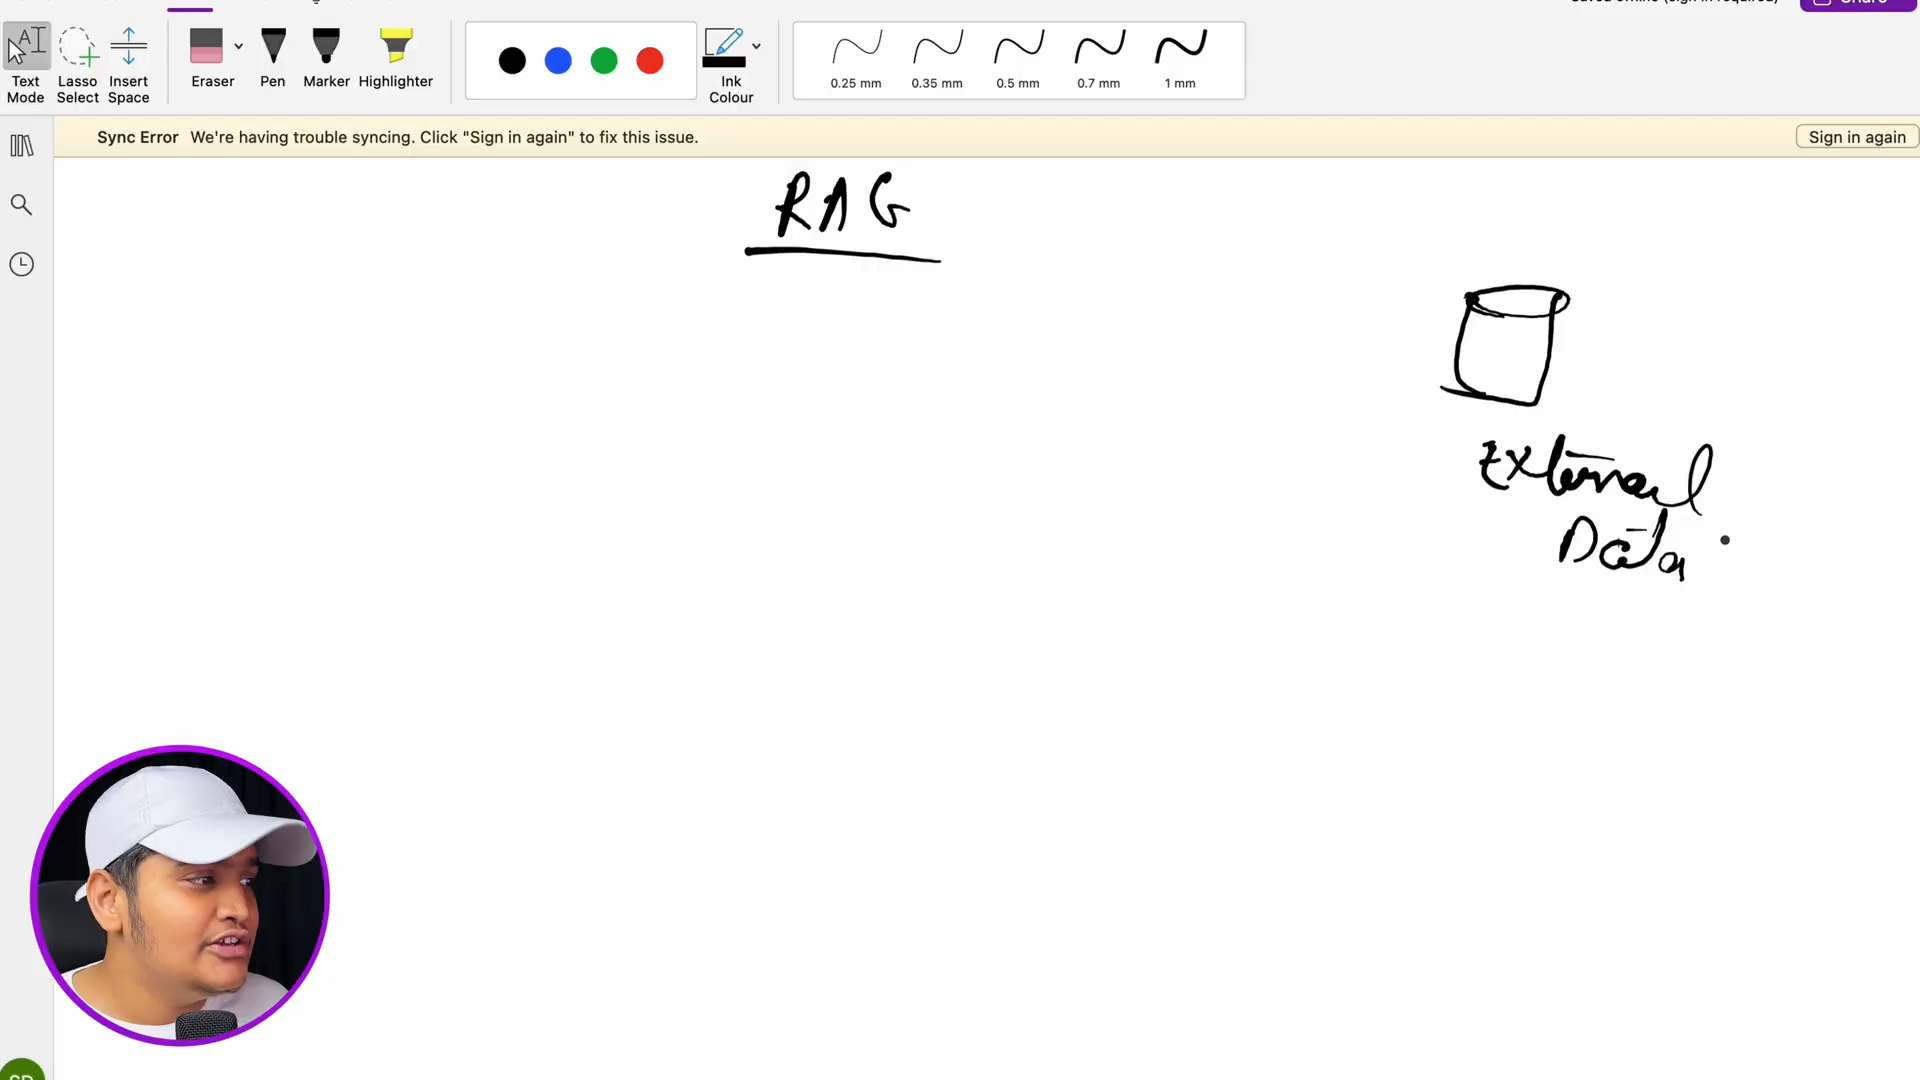 Text
Mode
Lasso
Select
Insert
Space
Eraser
Pen
Marker
Highlighter
Ink
Colour
0.25 mm
0.35 mm
0.5 mm
0.7 mm
1 mm
Sync Error We're having trouble syncing. Click "Sign in again" to fix this issue.
Sign in again
RAG
External
Data